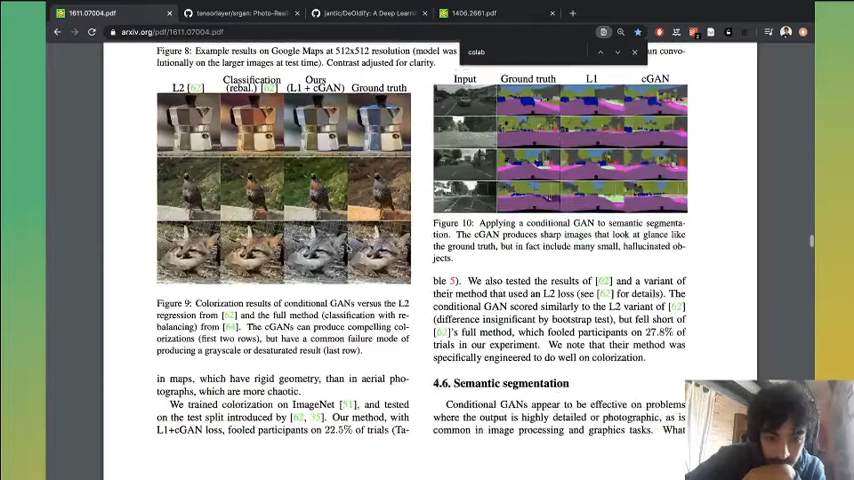 1611.07004.pdf
tensorlayer/srgan: Photo-Real
jantic/DeOldify: A Deep Learn
1406.2661.pdf
arxiv.org/pdf/1611.07004.pdf
colab
Figure 8: Example results on Google Maps at 512x512 resolution (model was
un convo-
lutionally on the larger images at test time). Contrast adjusted for clarity.
L2 [62]
Classification
(rebal.) [62]
Ours
(L1 + cGAN)
Ground truth
Figure 9: Colorization results of conditional GANs versus the L2
regression from [62] and the full method (classification with re-
balancing) from [64]. The cGANs can produce compelling col-
orizations (first two rows), but have a common failure mode of
producing a grayscale or desaturated result (last row).
in maps, which have rigid geometry, than in aerial pho-
tographs, which are more chaotic.
We trained colorization on ImageNet [51], and tested
on the test split introduced by [62, 35]. Our method, with
L1+cGAN loss, fooled participants on 22.5% of trials (Ta-
Input
Ground truth
L1
cGAN
Figure 10: Applying a conditional GAN to semantic segmenta-
tion. The cGAN produces sharp images that look at glance like
the ground truth, but in fact include many small, hallucinated ob-
jects.
ble 5). We also tested the results of [62] and a variant of
their method that used an L2 loss (see [62] for details). The
conditional GAN scored similarly to the L2 variant of [62]
(difference insignificant by bootstrap test), but fell short of
[62]'s full method, which fooled participants on 27.8% of
trials in our experiment. We note that their method was
specifically engineered to do well on colorization.
4.6. Semantic segmentation
Conditional GANs appear to be effective on problems
where the output is highly detailed or photographic, as is
common in image processing and graphics tasks. What